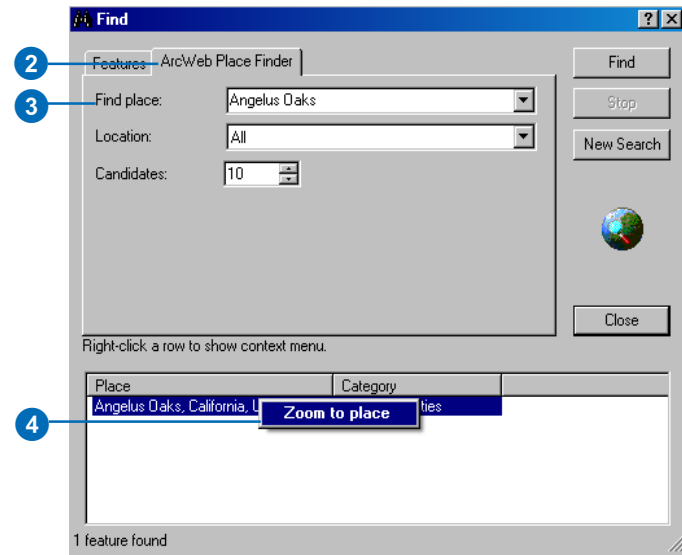 Find
2 Features ArcWeb Place Finder
Find
3 Find place: Angelus Oaks
Stop
Location: All
New Search
Candidates: 10
Close
Right-click a row to show context menu.
Place Category
Angelus Oaks, California, U ties
4 Zoom to place
1 feature found